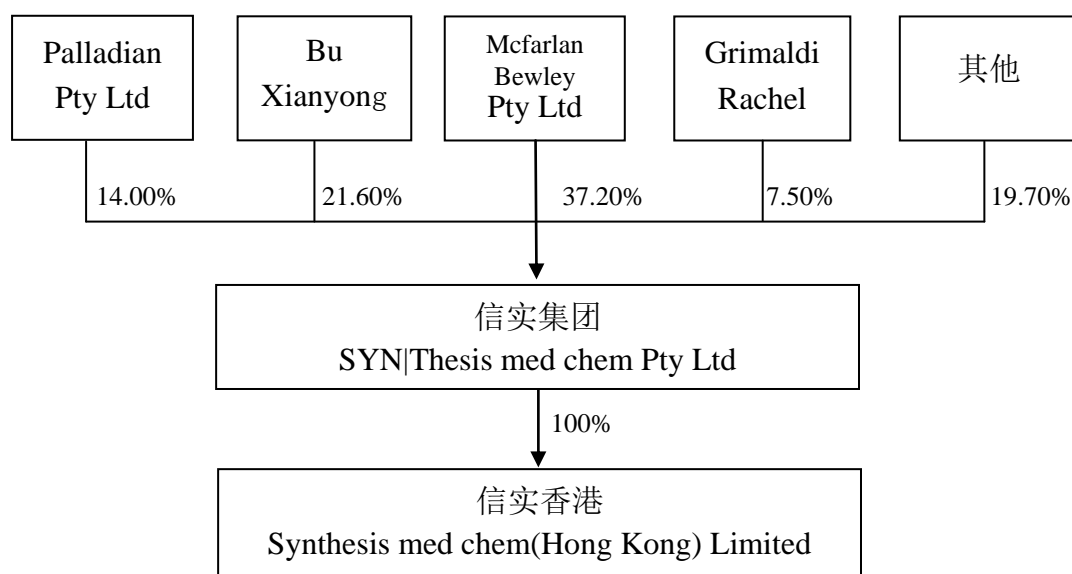 Palladian
Pty Ltd
Bu
Xianyong
Mcfarlan
Bewley
Pty Ltd
Grimaldi
Rachel
其他
14.00%
21.60%
37.20%
7.50%
19.70%
信实集团
SYN|Thesis med chem Pty Ltd
100%
信实香港
Synthesis med chem(Hong Kong) Limited